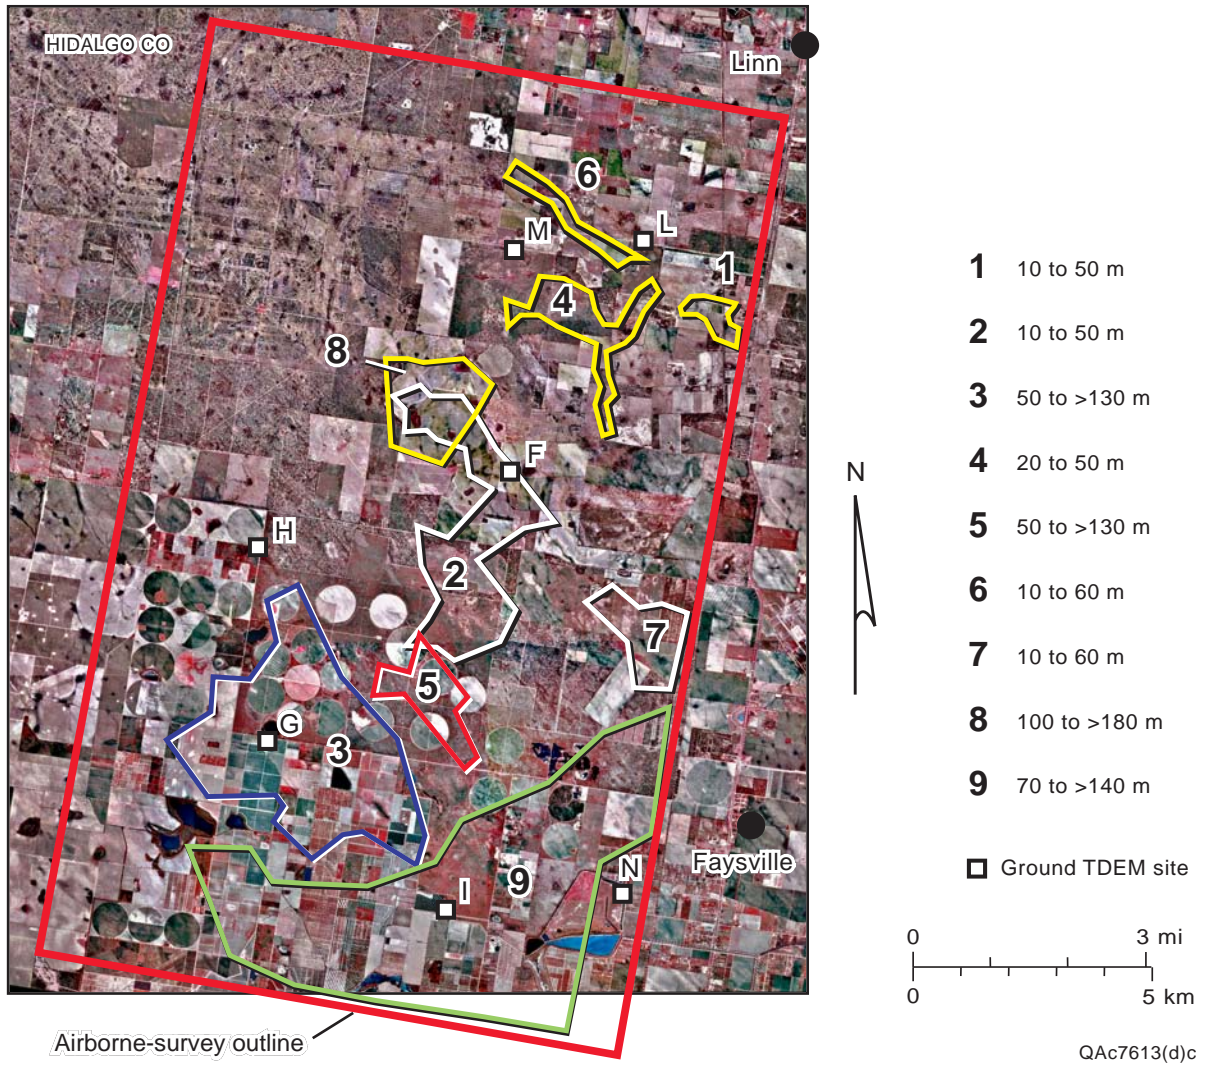 HIDALGO CO
Linn
6
M
L
1
4
8
F
H
2
7
5
G
3
9
I
N
Faysville
Airborne-survey outline
1 10 to 50 m
2 10 to 50 m
3 50 to >130 m
4 20 to 50 m
5 50 to >130 m
6 10 to 60 m
7 10 to 60 m
8 100 to >180 m
9 70 to >140 m
N
Ground TDEM site
0 3 mi
0 5 km
QAc7613(d)c